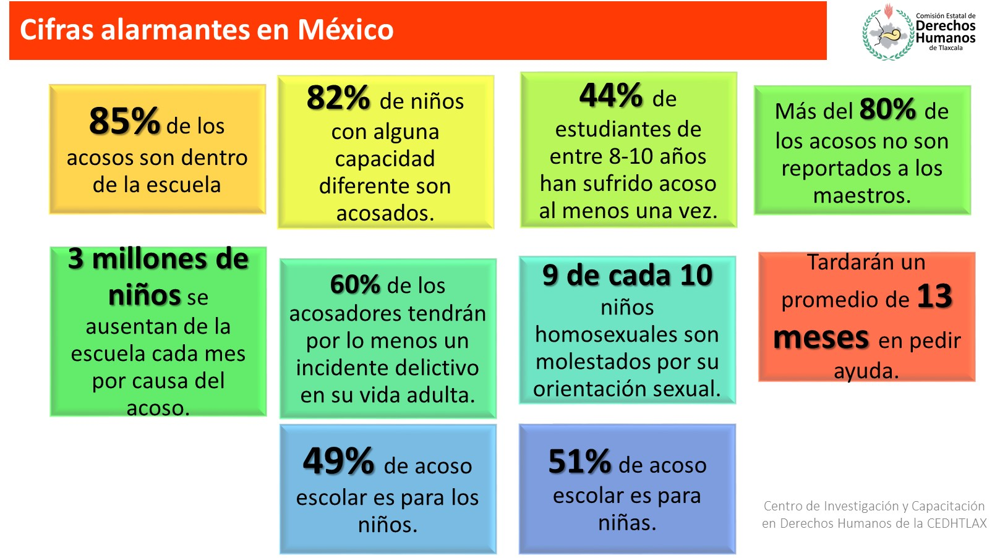 Cifras alarmantes en México
Comisión Estatal de
Derechos
Humanos
de Tlaxcala
85% de los
acosos son dentro
de la escuela
82% de niños
con alguna
capacidad
diferente son
acosados.
44% de
estudiantes de
entre 8-10 años
han sufrido acoso
al menos una vez.
Más del 80% de
los acosos no son
reportados a los
maestros.
3 millones de
niños se
ausentan de la
escuela cada mes
por causa del
acoso.
60% de los
acosadores tendrán
por lo menos un
incidente delictivo
en su vida adulta.
9 de cada 10
niños
homosexuales son
molestados por su
orientación sexual.
Tardarán un
promedio de 13
meses en pedir
ayuda.
49% de acoso
escolar es para los
niños.
51% de acoso
escolar es para
niñas.
Centro de Investigación y Capacitación
en Derechos Humanos de la CEDHTLAX